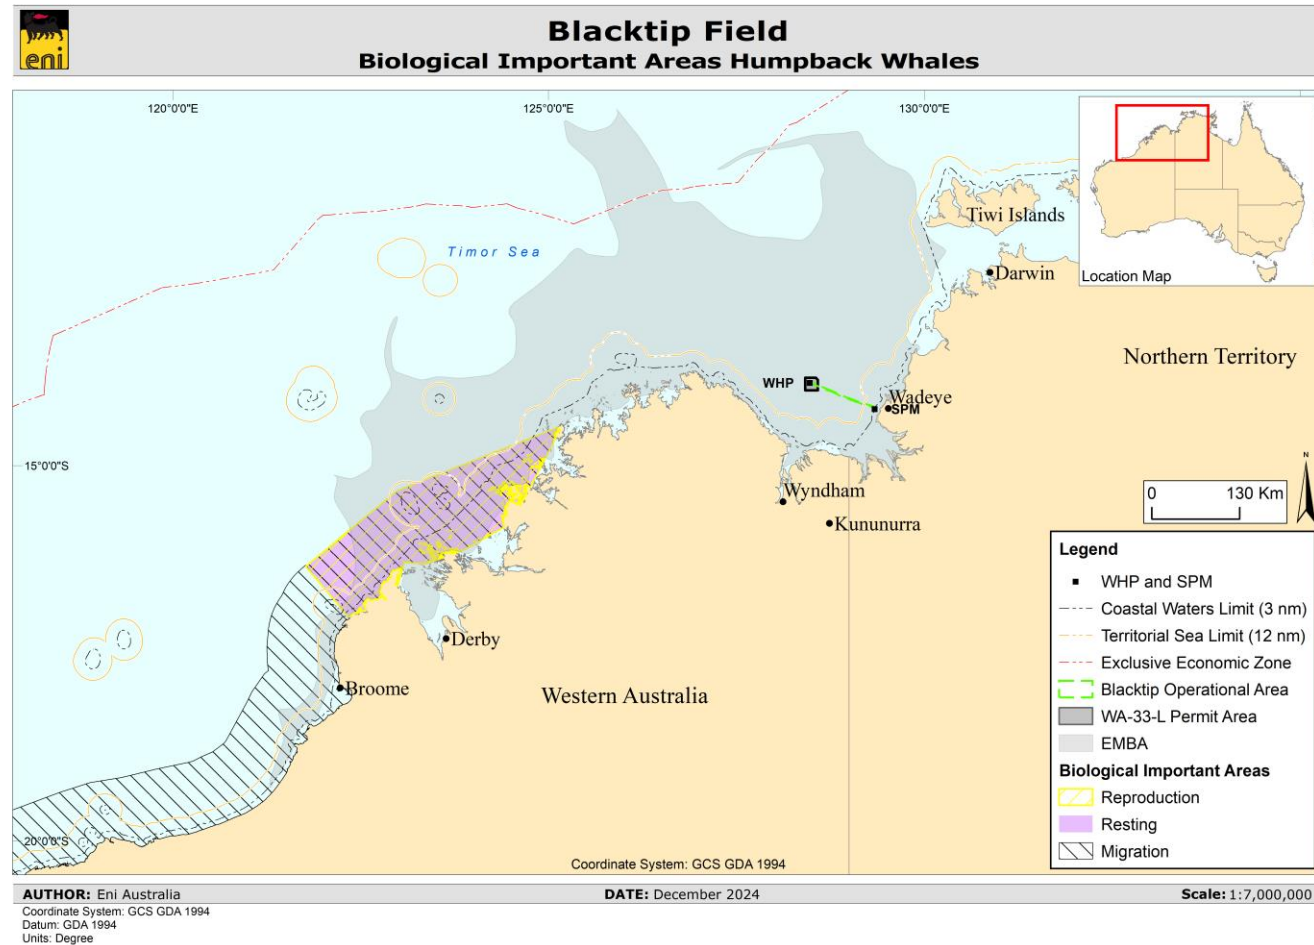 eni
Blacktip Field
Biological Important Areas Humpback Whales
120°0'0"E
125°0'0"E
130°0'0"E
Location Map
Tiwi Islands
Timor Sea
Darwin
Northern Territory
WHP
Wadeye
SPM
15°0'0"S
Wyndham
Kununurra
N
0 130 Km
Derby
Broome
Western Australia
20°0'0"S
Coordinate System: GCS GDA 1994
Legend
WHP and SPM
Coastal Waters Limit (3 nm)
Territorial Sea Limit (12 nm)
Exclusive Economic Zone
Blacktip Operational Area
WA-33-L Permit Area
EMBA
Biological Important Areas
Reproduction
Resting
Migration
AUTHOR: Eni Australia
DATE: December 2024
Scale: 1:7,000,000
Coordinate System: GCS GDA 1994
Datum: GDA 1994
Units: Degree